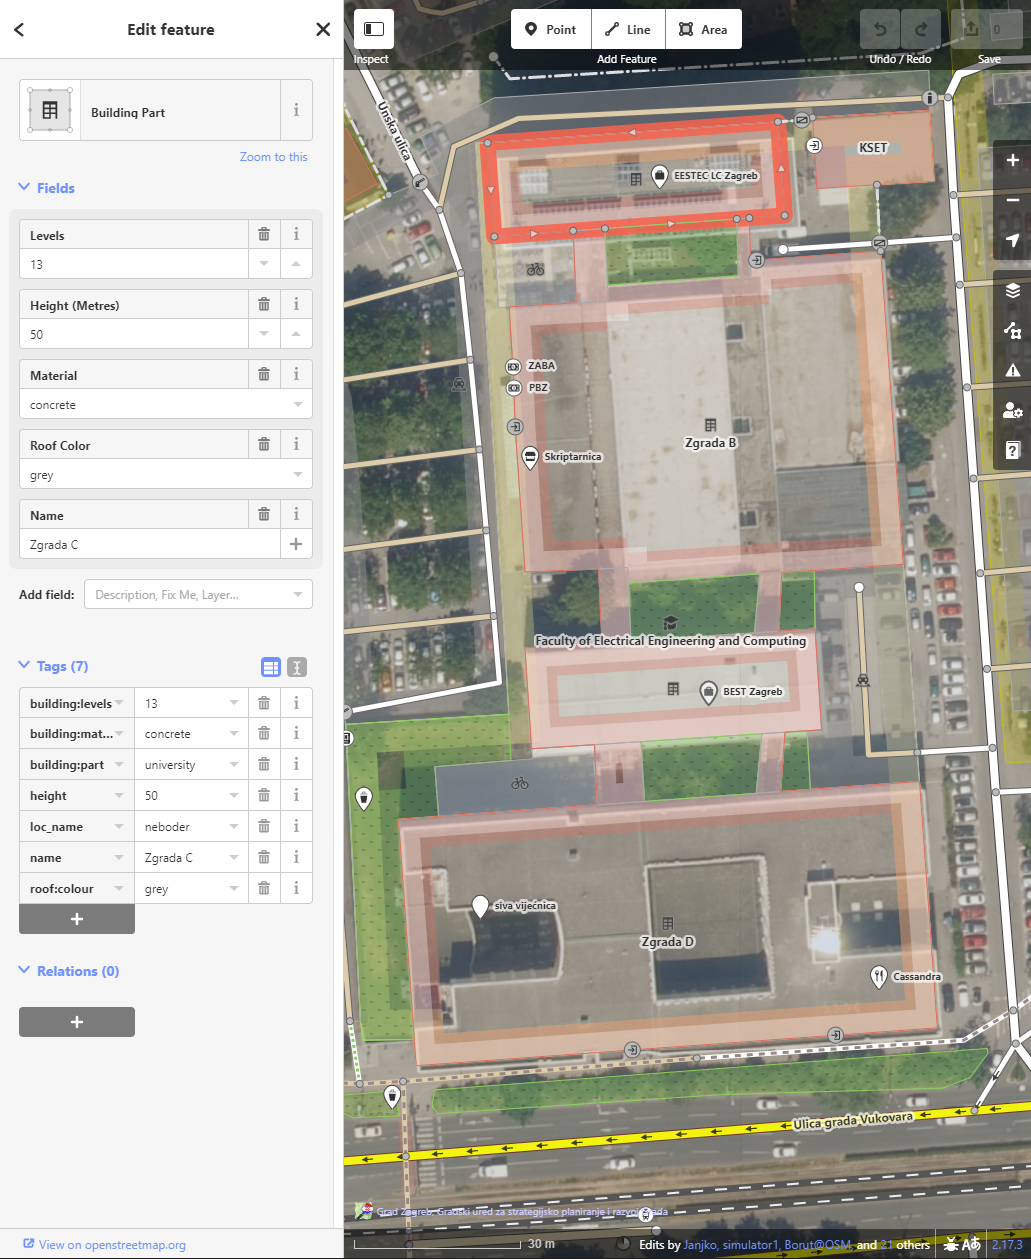 Edit feature
Building Part
Zoom to this
Fields
Levels
13
Height (Metres)
50
Material
concrete
Roof Color
grey
Name
Zgrada C
Add field:
Description, Fix Me, Layer...
Tags (7)
building:levels 13
building:mat... concrete
building:part university
height 50
loc_name neboder
name Zgrada C
roof:colour grey
Relations (0)
View on openstreetmap.org
Inspect
Point
Line
Area
Add Feature
Undo / Redo
0
Save
Unska ulica
KSET
EESTEC LC Zagreb
ZABA
PBZ
Zgrada B
Skriptarnica
Faculty of Electrical Engineering and Computing
BEST Zagreb
siva vijećnica
Zgrada D
Cassandra
Ulica grada Vukovara
Grad Zagreb: Gradski ured za strategijsko planiranje i razvoj Grada
30 m
Edits by Janjko, simulator1, Borut@OSM, and 21 others
2.17.3